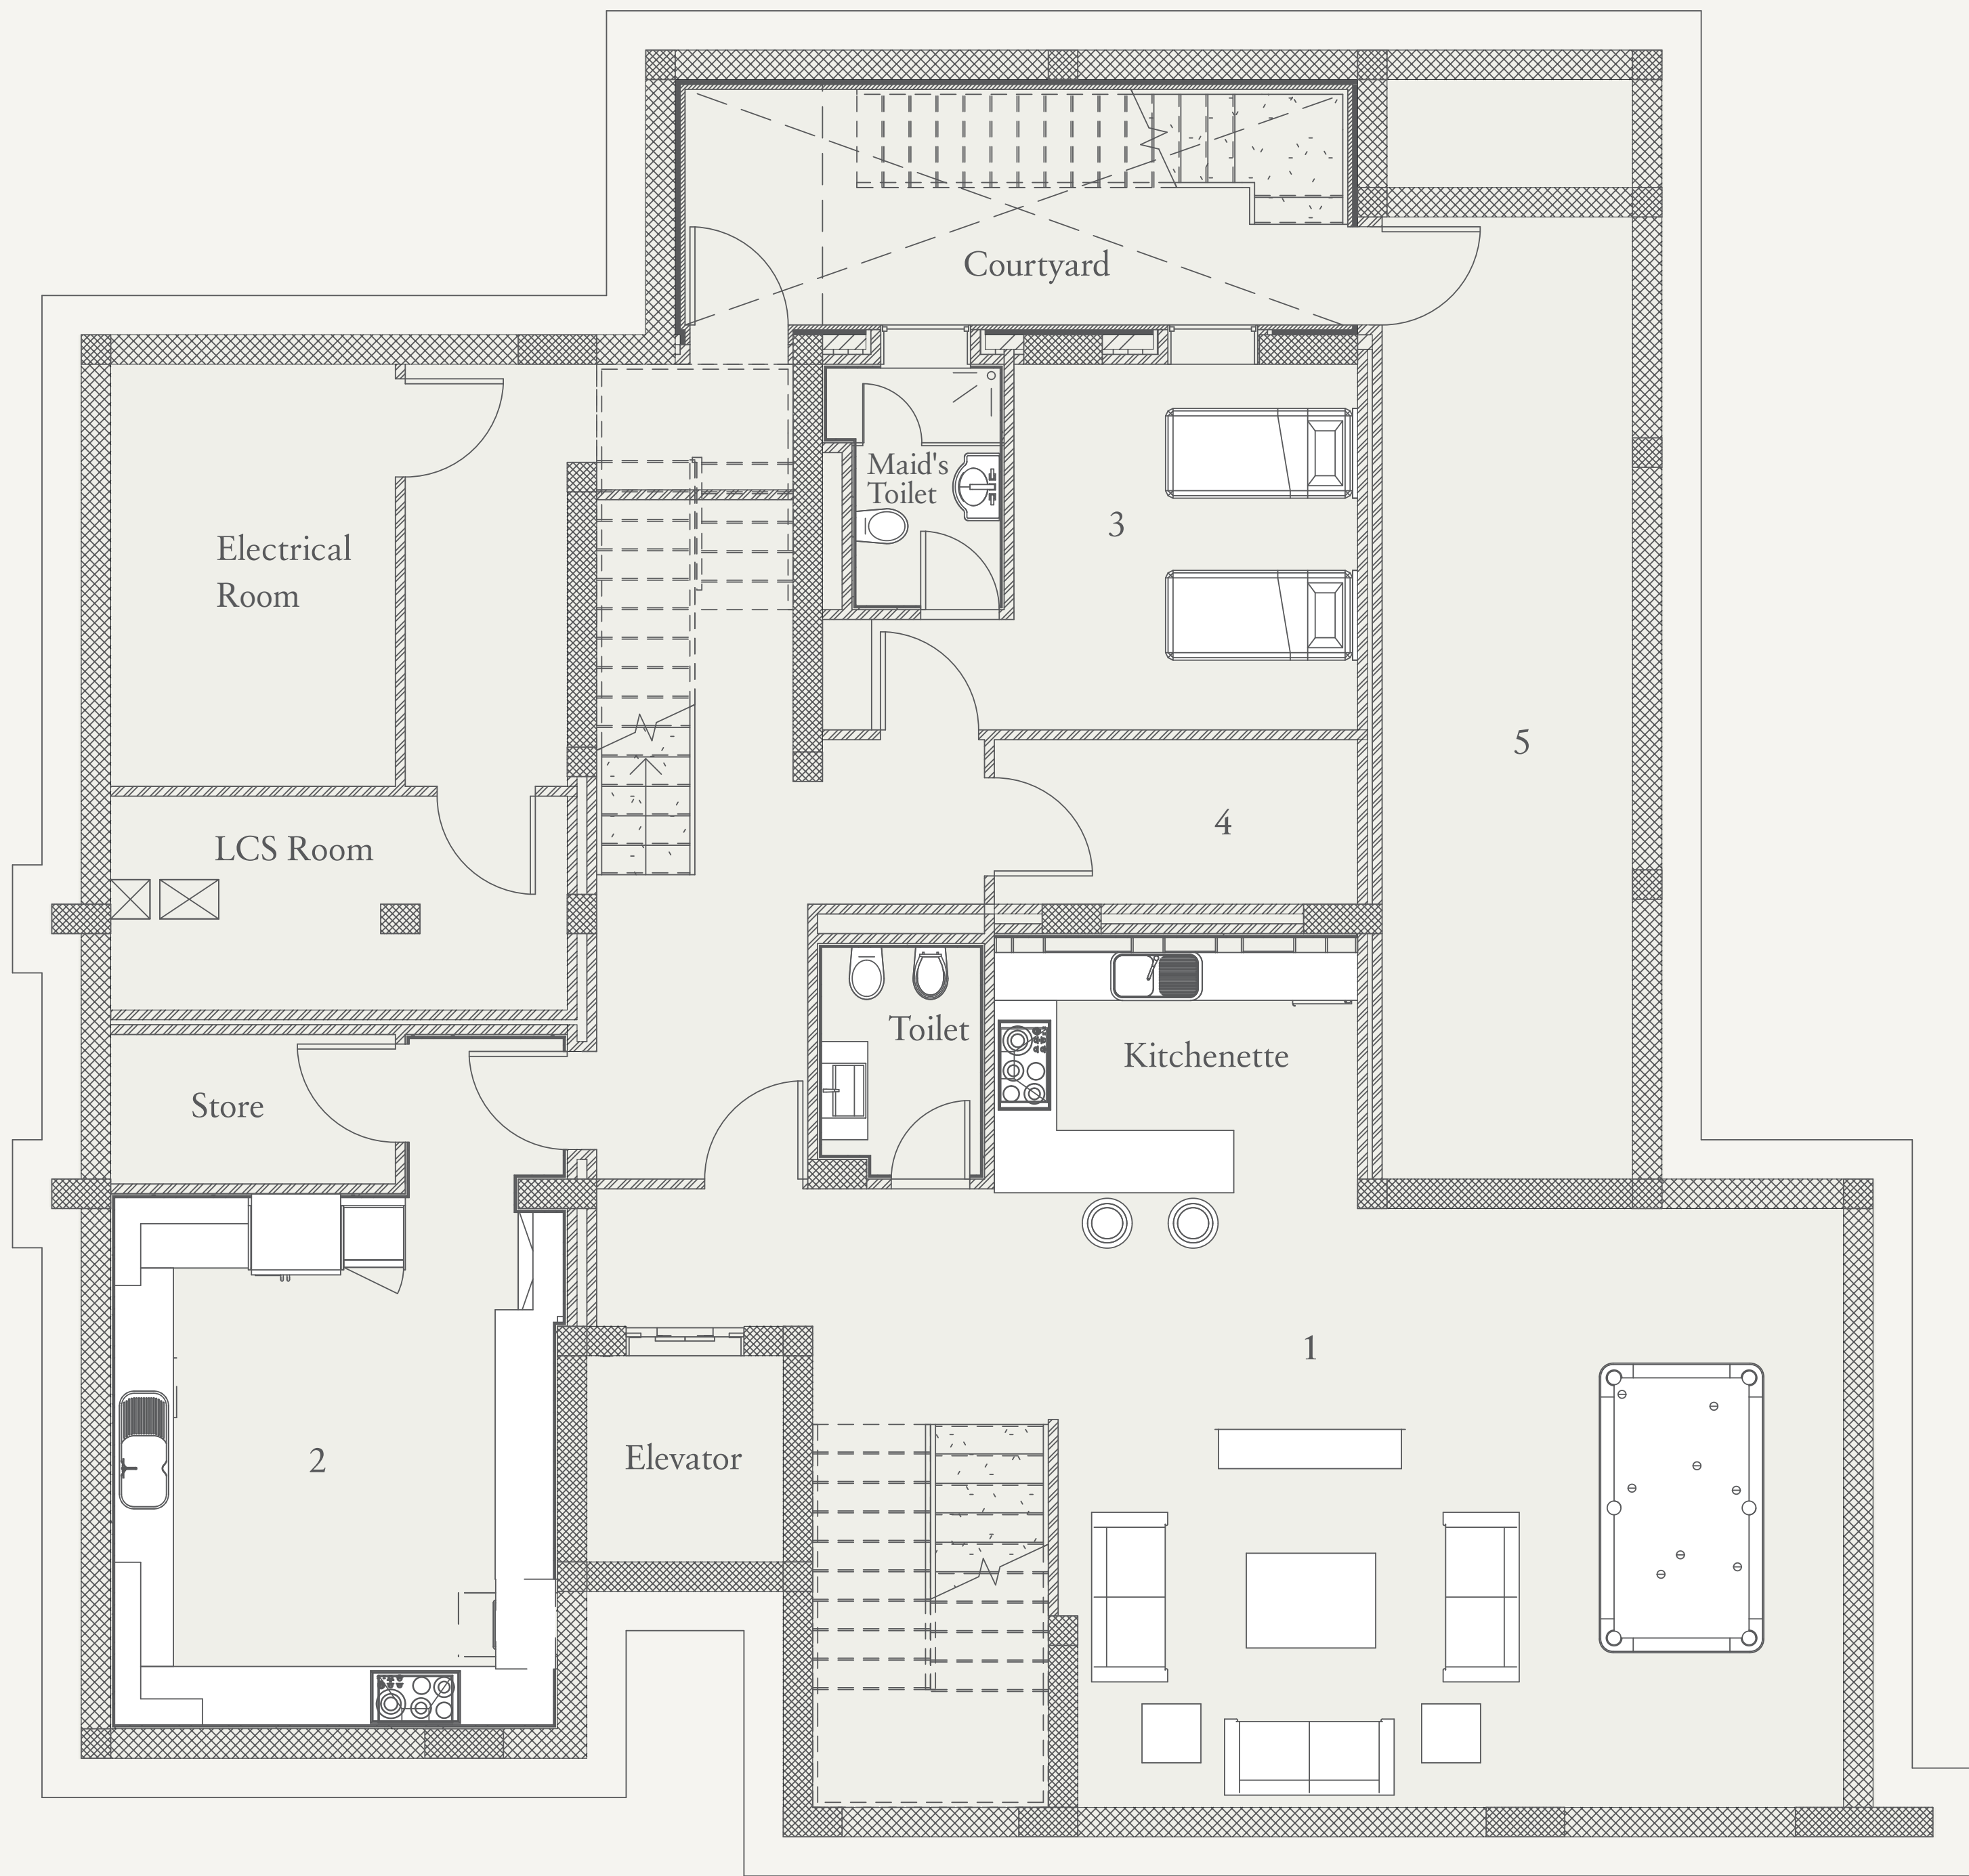 Courtyard
Maid's
Toilet
3
Electrical
Room
5
4
LCS Room
Toilet
Kitchenette
Store
1
2
Elevator